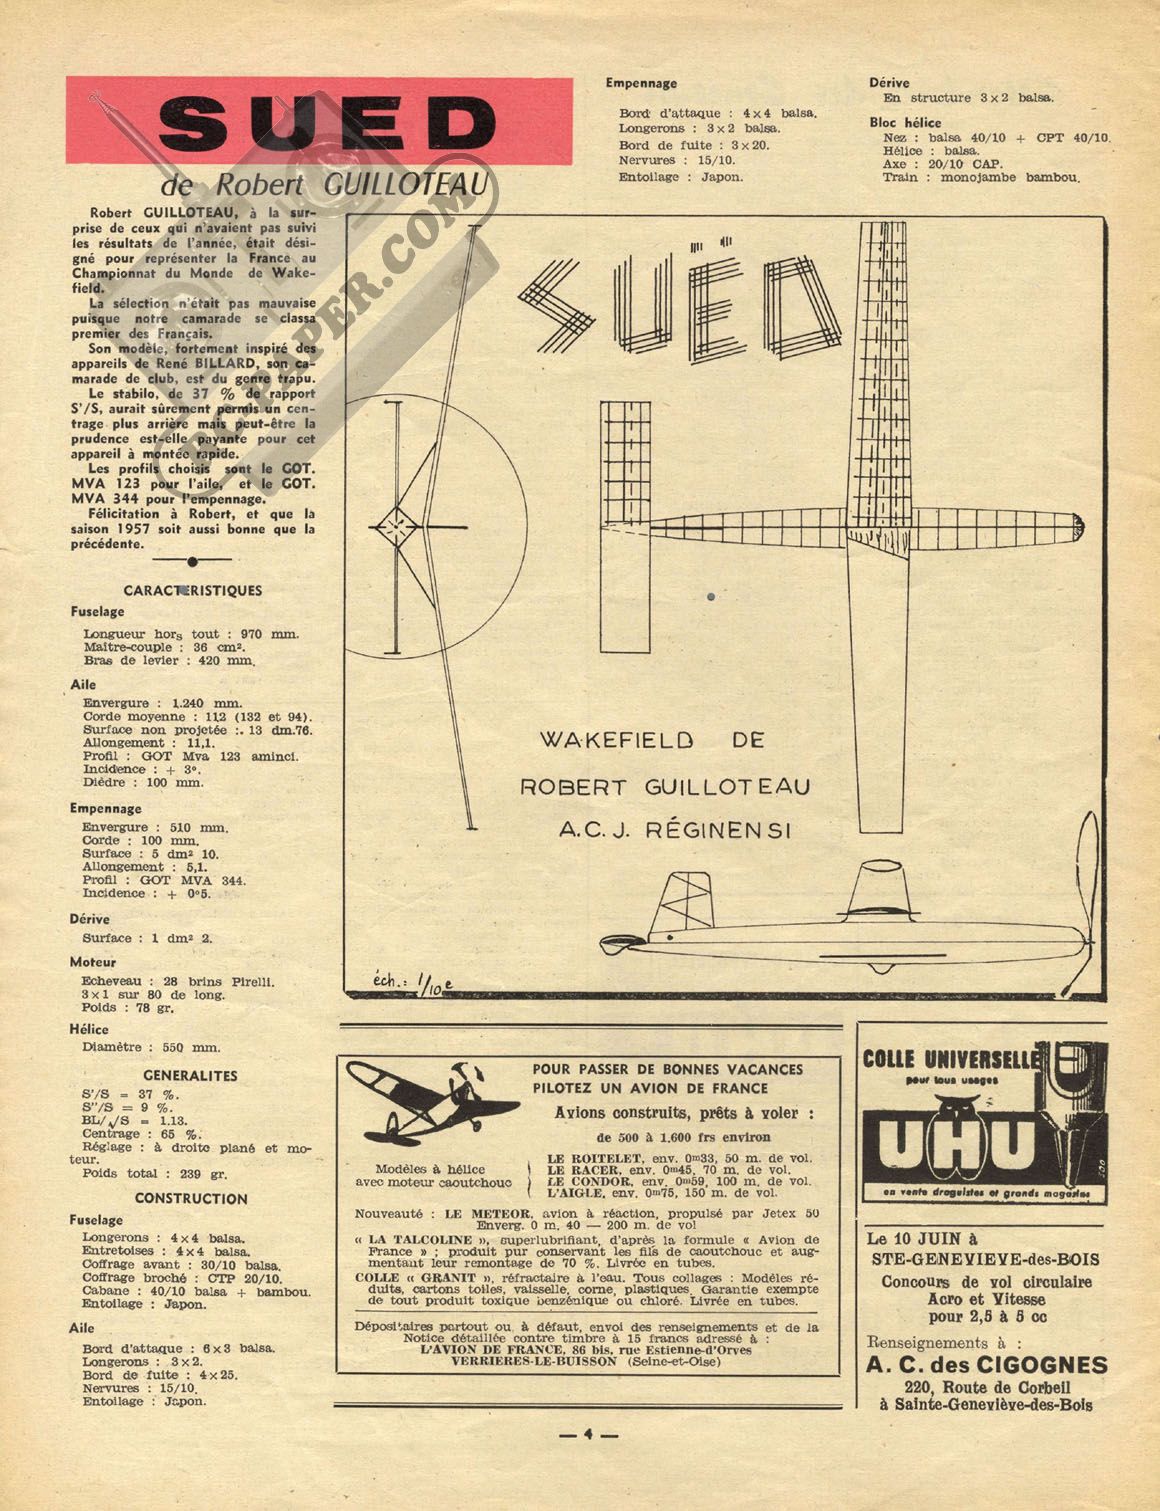 SUED
de Robert GUILLOTEAU
Robert GUILLOTEAU, à la sur-
prise de ceux qui n'avaient pas suivi
les résultats de l'année, était dési-
gné pour représenter la France au
Championnat du Monde de Wake-
field.
La sélection n'était pas mauvaise
puisque notre camarade se classa
premier des Français.
Son modèle, fortement inspiré des
appareils de René BILLARD, son ca-
marade de club, est du genre trapu.
Le stabilo, de 37 % de rapport
S'/S, aurait sûrement permis un cen-
trage plus arrière mais peut-être la
prudence est-elle payante pour cet
appareil à montée rapide.
Les profils choisis sont le GOT.
MVA 123 pour l'aile, et le GOT.
MVA 344 pour l'empennage.
Félicitation à Robert, et que la
saison 1957 soit aussi bonne que la
précédente.
CARACTERISTIQUES
Fuselage
Longueur hors tout : 970 mm.
Maître-couple : 36 cm².
Bras de levier : 420 mm.
Aile
Envergure : 1.240 mm.
Corde moyenne : 112 (132 et 94).
Surface non projetée :. 13 dm.76.
Allongement : 11,1.
Profil : GOT Mva 123 aminci.
Incidence : + 3°.
Dièdre : 100 mm.
Empennage
Envergure : 510 mm.
Corde : 100 mm.
Surface : 5 dm² 10.
Allongement : 5,1.
Profil : GOT MVA 344.
Incidence : + 0°5.
Dérive
Surface : 1 dm² 2.
Moteur
Echeveau : 28 brins Pirelli.
3×1 sur 80 de long.
Poids : 78 gr.
Hélice
Diamètre : 550 mm.
GENERALITES
S'/S = 37 %.
S''/S = 9 %.
BL/√S = 1.13.
Centrage : 65 %.
Réglage : à droite plané et mo-
teur.
Poids total : 239 gr.
CONSTRUCTION
Fuselage
Longerons : 4×4 balsa.
Entretoises : 4×4 balsa.
Coffrage avant : 30/10 balsa.
Coffrage broché : CTP 20/10.
Cabane : 40/10 balsa + bambou.
Entoilage : Japon.
Aile
Bord d'attaque : 6×3 balsa.
Longerons : 3×2.
Bord de fuite : 4×25.
Nervures : 15/10.
Entoilage : Japon.
Empennage
Bord d'attaque : 4×4 balsa.
Longerons : 3×2 balsa.
Bord de fuite : 3×20.
Nervures : 15/10.
Entoilage : Japon.
Dérive
En structure 3×2 balsa.
Bloc hélice
Nez : balsa 40/10 + CPT 40/10.
Hélice : balsa.
Axe : 20/10 CAP.
Train : monojambe bambou.
RCPAPER.COM
SUED
WAKEFIELD DE
ROBERT GUILLOTEAU
A.C.J. RÉGINENSI
éch.: 1/10e
POUR PASSER DE BONNES VACANCES
PILOTEZ UN AVION DE FRANCE
Avions construits, prêts à voler :
de 500 à 1.600 frs environ
Modèles à hélice
avec moteur caoutchouc
LE ROITELET, env. 0m33, 50 m. de vol.
LE RACER, env. 0m45, 70 m. de vol.
LE CONDOR, env. 0m59, 100 m. de vol.
L'AIGLE, env. 0m75, 150 m. de vol.
Nouveauté : LE METEOR, avion à réaction, propulsé par Jetex 50
Enverg. 0 m. 40 — 200 m. de vol
« LA TALCOLINE », superlubrifiant, d'après la formule « Avion de
France » ; produit pur conservant les fils de caoutchouc et aug-
mentant leur remontage de 70 %. Livrée en tubes.
COLLE « GRANIT », réfractaire à l'eau. Tous collages : Modèles ré-
duits, cartons toiles, vaisselle, corne, plastiques. Garantie exempte
de tout produit toxique benzénique ou chloré. Livrée en tubes.
Dépositaires partout ou, à défaut, envoi des renseignements et de la
Notice détaillée contre timbre à 15 francs adressé à :
L'AVION DE FRANCE, 86 bis, rue Estienne-d'Orves
VERRIERES-LE-BUISSON (Seine-et-Oise)
COLLE UNIVERSELLE
pour tous usages
UHU
en vente droguistes et grands magasins
Le 10 JUIN à
STE-GENEVIEVE-des-BOIS
Concours de vol circulaire
Acro et Vitesse
pour 2,5 à 5 cc
Renseignements à :
A. C. des CIGOGNES
220, Route de Corbeil
à Sainte-Geneviève-des-Bois
— 4 —